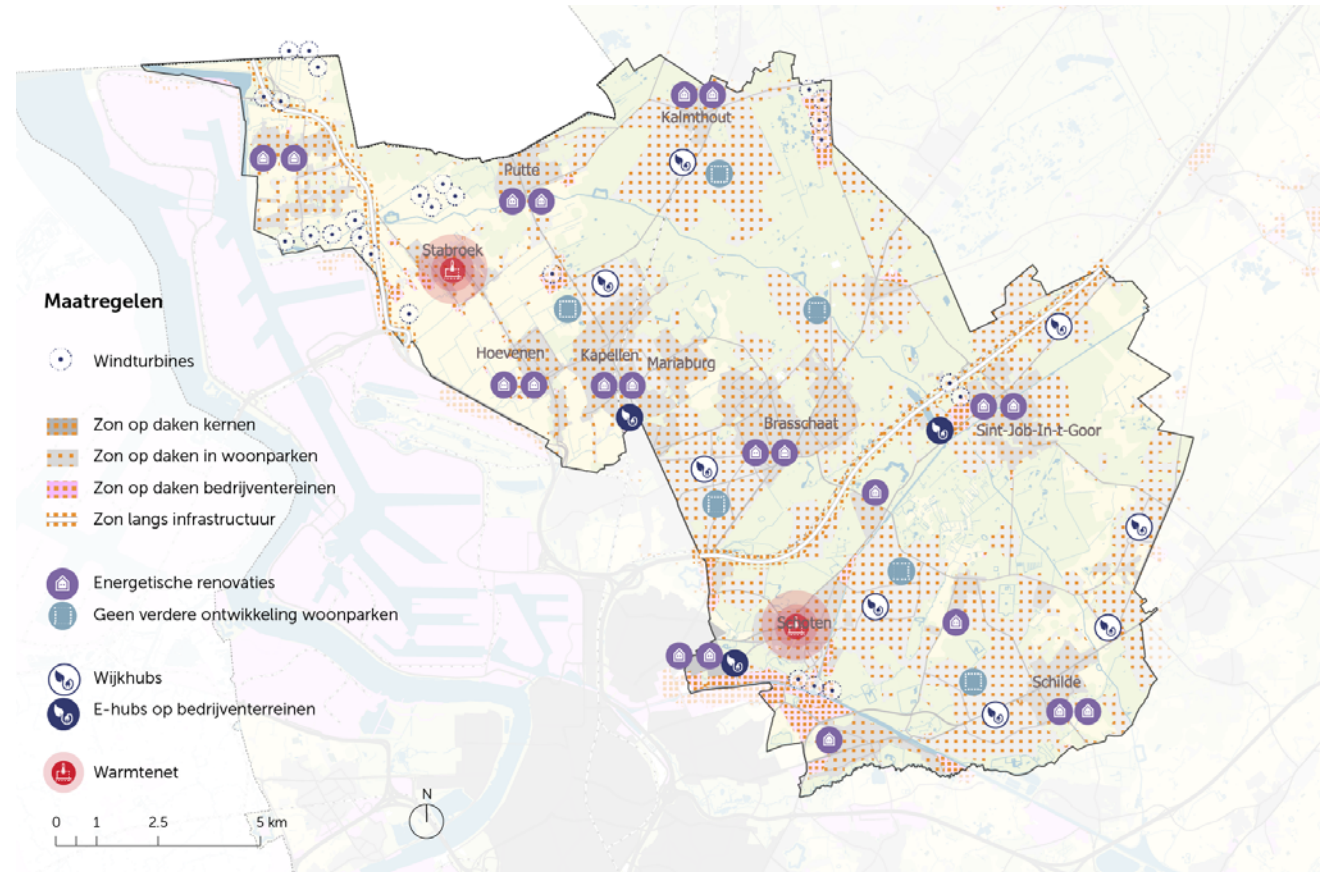 Kalmthout
Putte
Stabroek
Maatregelen
Windturbines
Hoevenen
Kapellen
Mariaburg
Zon op daken kernen
Brasschaat
Sint-Job-In-t-Goor
Zon op daken in woonparken
Zon op daken bedrijventereinen
Zon langs infrastructuur
Energetische renovaties
Geen verdere ontwikkeling woonparken
Schoten
Wijkhubs
Schilde
E-hubs op bedrijventerreinen
Warmtenet
N
0 1 2.5 5 km